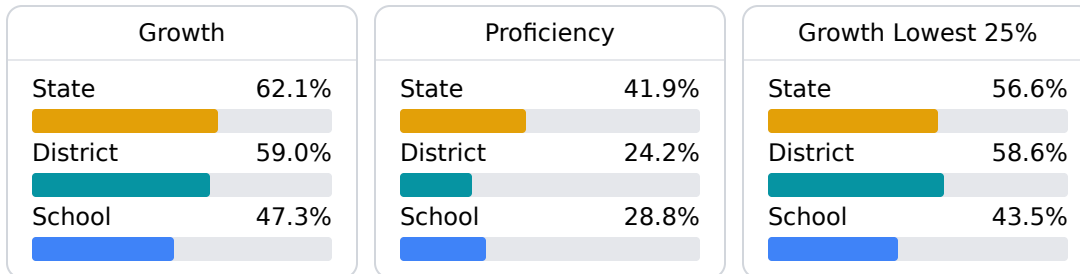 Growth
State 62.1%
District 59.0%
School 47.3%
Proficiency
State 41.9%
District 24.2%
School 28.8%
Growth Lowest 25%
State 56.6%
District 58.6%
School 43.5%